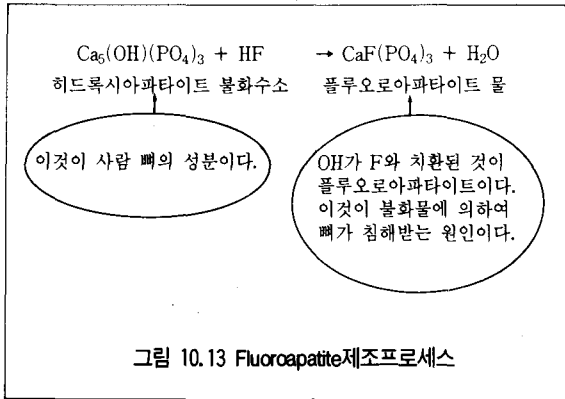 Ca₅(OH)(PO₄)₃ + HF → CaF(PO₄)₃ + H₂O
히드록시아파타이트 불화수소 플루오로아파타이트 물
이것이 사람 뼈의 성분이다.
OH가 F와 치환된 것이
플루오로아파타이트이다.
이것이 불화물에 의하여
뼈가 침해받는 원인이다.
그림 10.13 Fluoroapatite제조프로세스